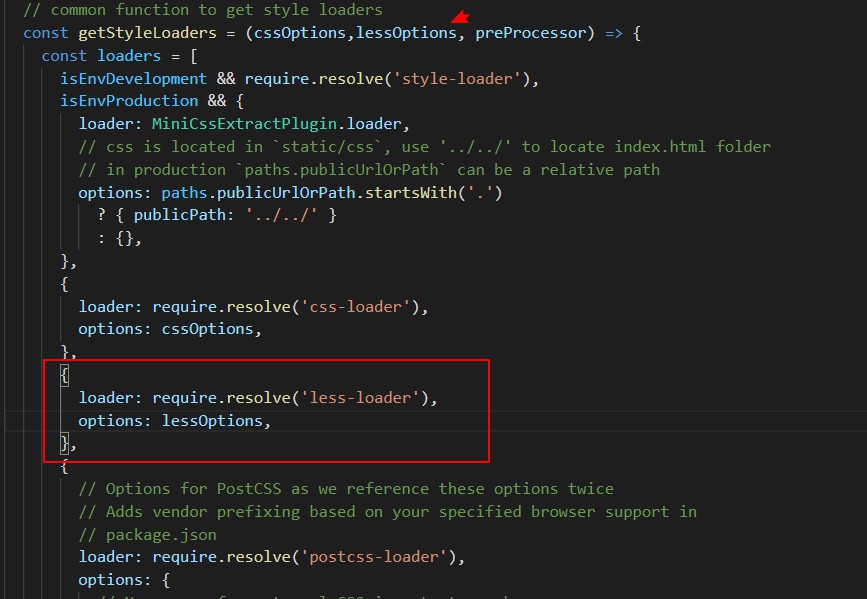 // common function to get style loaders
const getStyleLoaders = (cssOptions,lessOptions, preProcessor) => {
const loaders = [
isEnvDevelopment && require.resolve('style-loader'),
isEnvProduction && {
loader: MiniCssExtractPlugin.loader,
// css is located in `static/css`, use '../../' to locate index.html folder
// in production `paths.publicUrlOrPath` can be a relative path
options: paths.publicUrlOrPath.startsWith('.')
? { publicPath: '../../' }
: {},
},
{
loader: require.resolve('css-loader'),
options: cssOptions,
},
{
loader: require.resolve('less-loader'),
options: lessOptions,
},
{
// Options for PostCSS as we reference these options twice
// Adds vendor prefixing based on your specified browser support in
// package.json
loader: require.resolve('postcss-loader'),
options: {